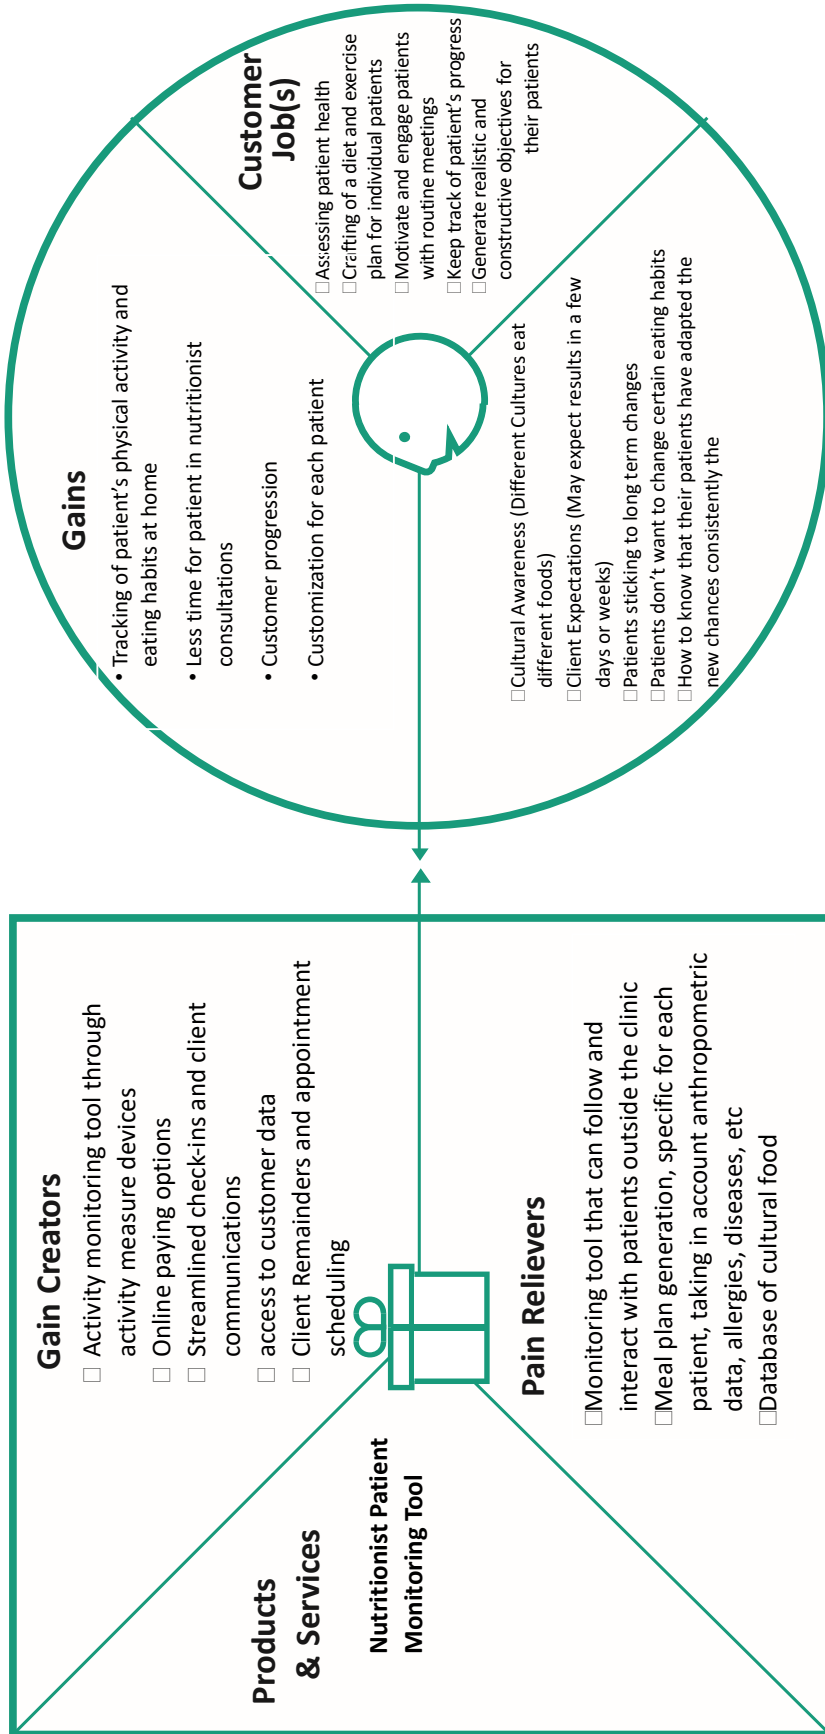 Gain Creators
□ Activity monitoring tool through
activity measure devices
□ Online paying options
□ Streamlined check-ins and client
communications
□ access to customer data
□ Client Remainders and appointment
scheduling
Products
& Services
Nutritionist Patient
Monitoring Tool
Pain Relievers
□Monitoring tool that can follow and
interact with patients outside the clinic
□Meal plan generation, specific for each
patient, taking in account anthropometric
data, allergies, diseases, etc
□Database of cultural food
Gains
• Tracking of patient's physical activity and
eating habits at home
• Less time for patient in nutritionist
consultations
• Customer progression
• Customization for each patient
Customer
Job(s)
□Assessing patient health
□Crafting of a diet and exercise
plan for individual patients
□Motivate and engage patients
with routine meetings
□Keep track of patient's progress
□Generate realistic and
constructive objectives for
their patients
□Cultural Awareness (Different Cultures eat
different foods)
□Client Expectations (May expect results in a few
days or weeks)
□Patients sticking to long term changes
□Patients don't want to change certain eating habits
□How to know that their patients have adapted the
new chances consistently the